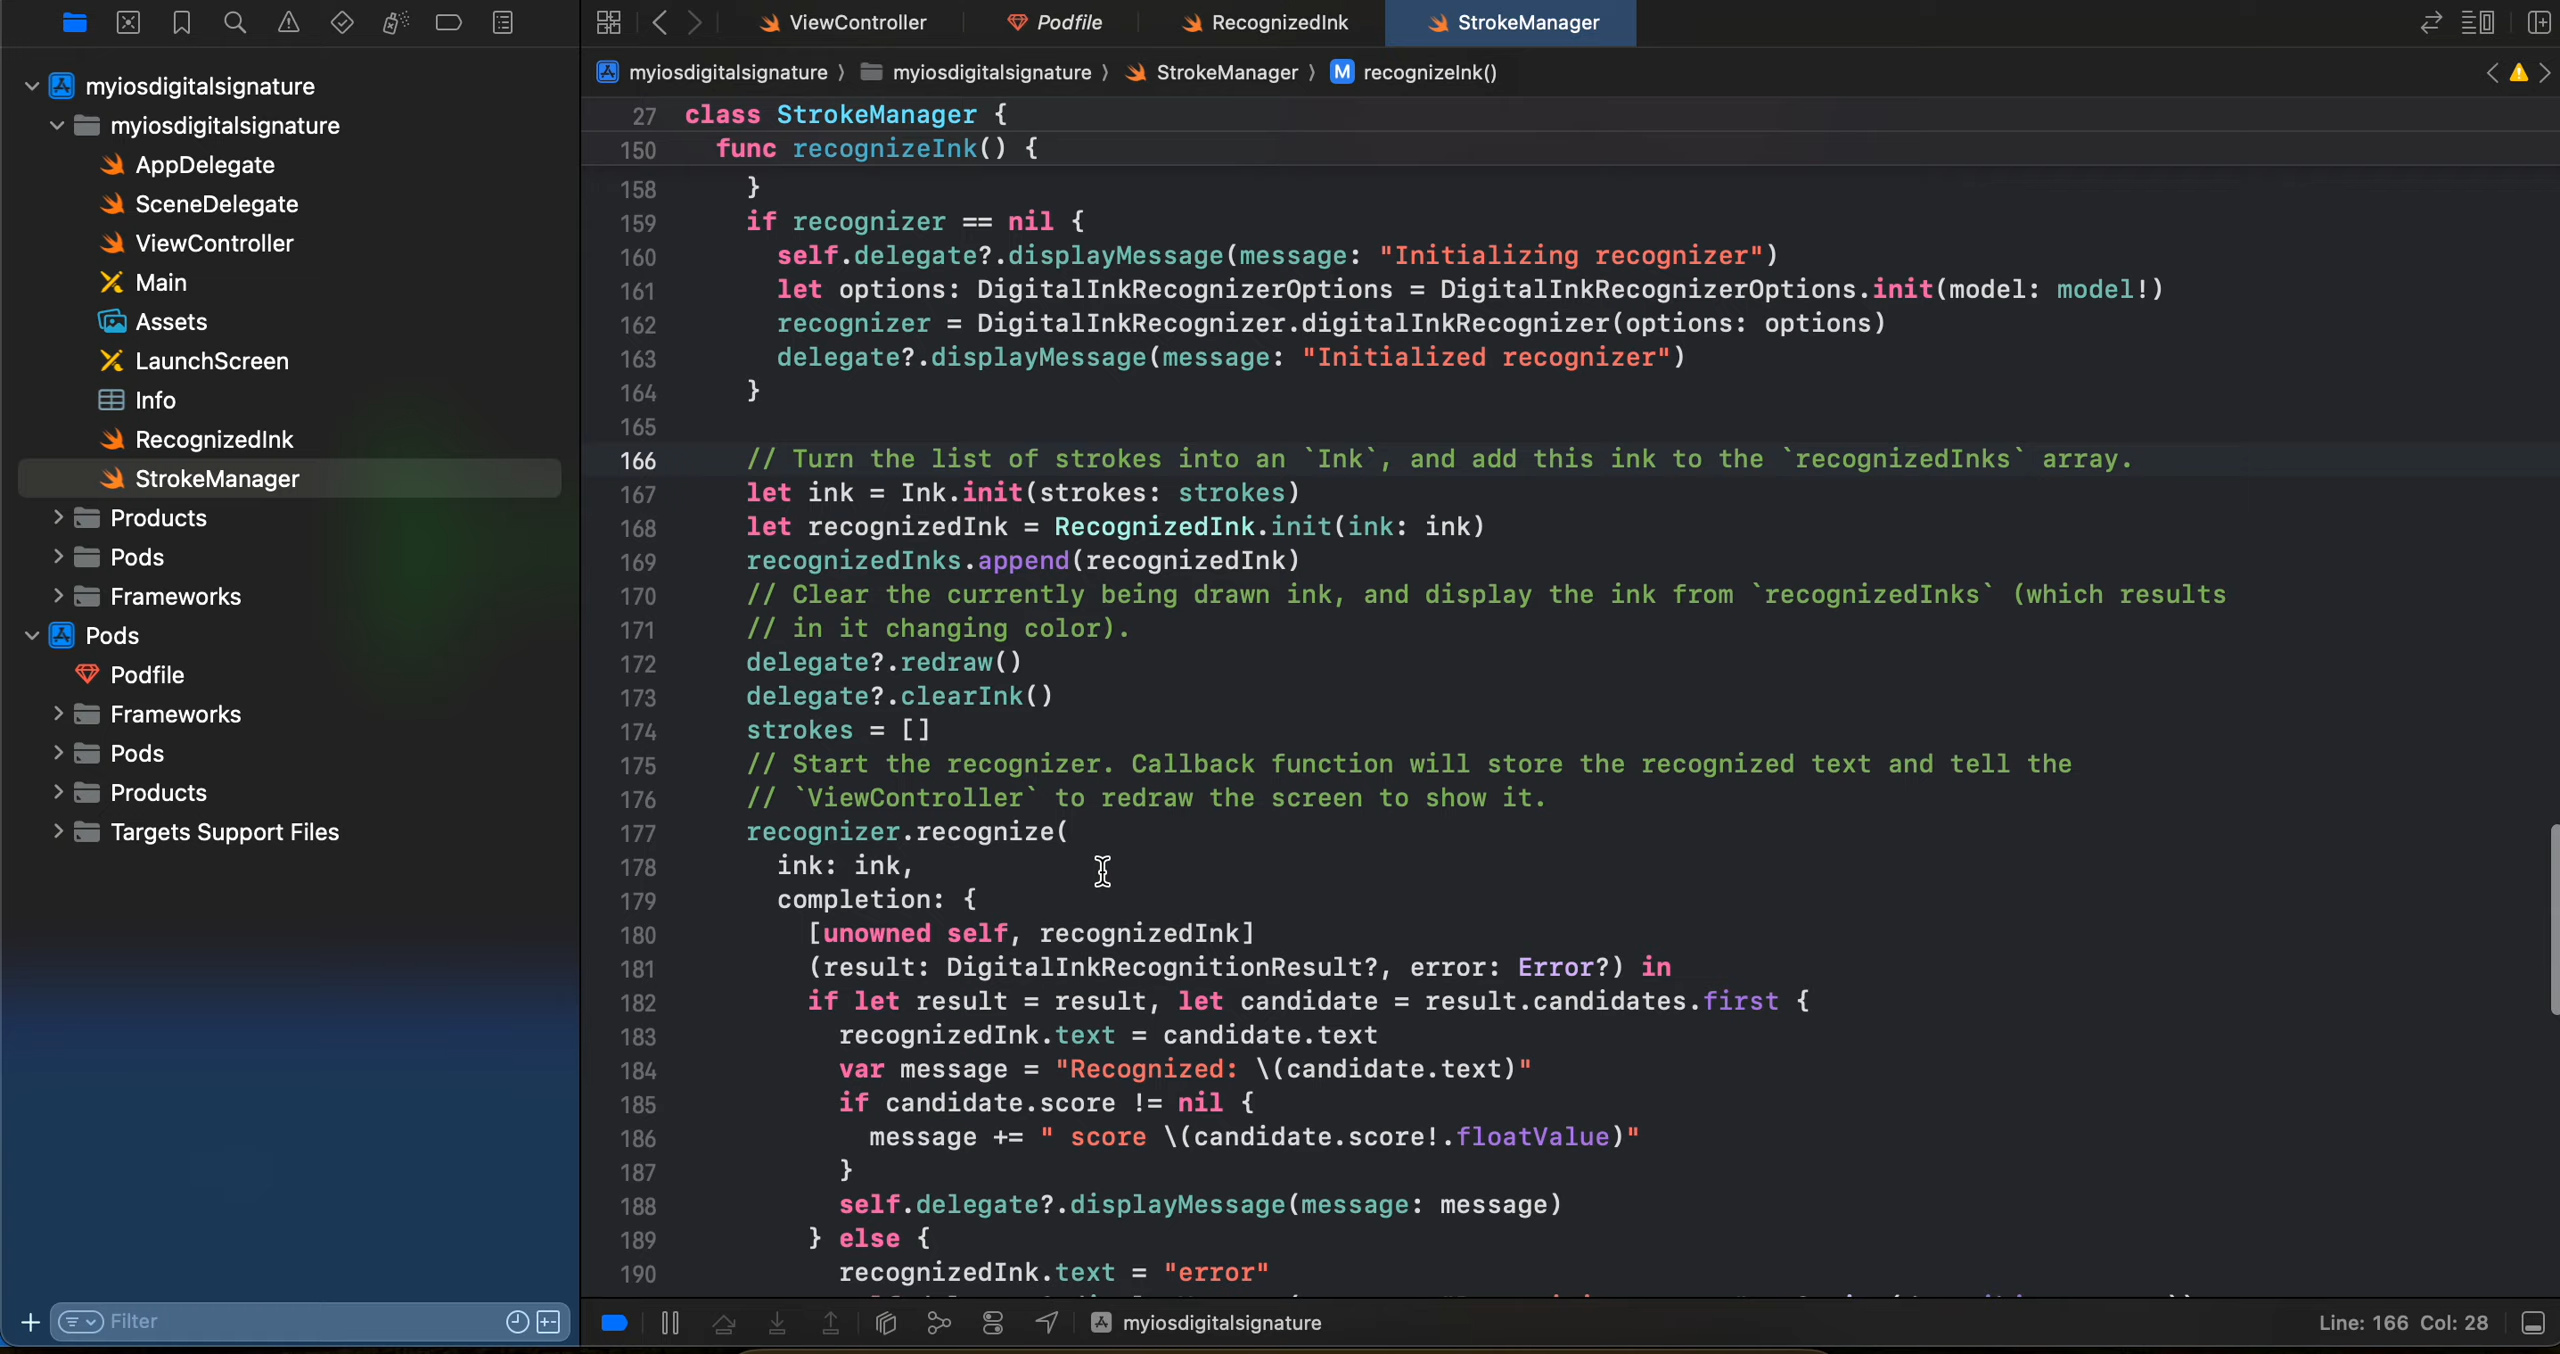 ViewController
Podfile
RecognizedInk
StrokeManager
myiosdigitalsignature
myiosdigitalsignature 〉 myiosdigitalsignature 〉 StrokeManager 〉 M recognizeInk()
myiosdigitalsignature
AppDelegate
SceneDelegate
ViewController
Main
Assets
LaunchScreen
Info
RecognizedInk
StrokeManager
Products
Pods
Frameworks
Pods
Podfile
Frameworks
Pods
Products
Targets Support Files
Filter
27 class StrokeManager {
150 func recognizeInk() {
158 }
159 if recognizer == nil {
160 self.delegate?.displayMessage(message: "Initializing recognizer")
161 let options: DigitalInkRecognizerOptions = DigitalInkRecognizerOptions.init(model: model!)
162 recognizer = DigitalInkRecognizer.digitalInkRecognizer(options: options)
163 delegate?.displayMessage(message: "Initialized recognizer")
164 }
165
166 // Turn the list of strokes into an `Ink`, and add this ink to the `recognizedInks` array.
167 let ink = Ink.init(strokes: strokes)
168 let recognizedInk = RecognizedInk.init(ink: ink)
169 recognizedInks.append(recognizedInk)
170 // Clear the currently being drawn ink, and display the ink from `recognizedInks` (which results
171 // in it changing color).
172 delegate?.redraw()
173 delegate?.clearInk()
174 strokes = []
175 // Start the recognizer. Callback function will store the recognized text and tell the
176 // `ViewController` to redraw the screen to show it.
177 recognizer.recognize(
178 ink: ink,
179 completion: {
180 [unowned self, recognizedInk]
181 (result: DigitalInkRecognitionResult?, error: Error?) in
182 if let result = result, let candidate = result.candidates.first {
183 recognizedInk.text = candidate.text
184 var message = "Recognized: \(candidate.text)"
185 if candidate.score != nil {
186 message += " score \(candidate.score!.floatValue)"
187 }
188 self.delegate?.displayMessage(message: message)
189 } else {
190 recognizedInk.text = "error"
myiosdigitalsignature
Line: 166 Col: 28